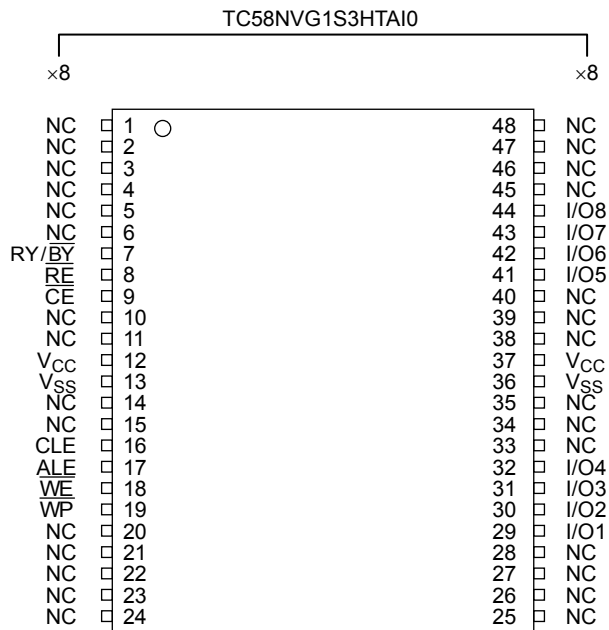 TC58NVG1S3HTAI0
×8 ×8
NC 1 48 NC
NC 2 47 NC
NC 3 46 NC
NC 4 45 NC
NC 5 44 I/O8
NC 6 43 I/O7
RY/B̅Y̅ 7 42 I/O6
R̅E̅ 8 41 I/O5
C̅E̅ 9 40 NC
NC 10 39 NC
NC 11 38 NC
VCC 12 37 VCC
VSS 13 36 VSS
NC 14 35 NC
NC 15 34 NC
CLE 16 33 NC
ALE 17 32 I/O4
W̅E̅ 18 31 I/O3
W̅P̅ 19 30 I/O2
NC 20 29 I/O1
NC 21 28 NC
NC 22 27 NC
NC 23 26 NC
NC 24 25 NC